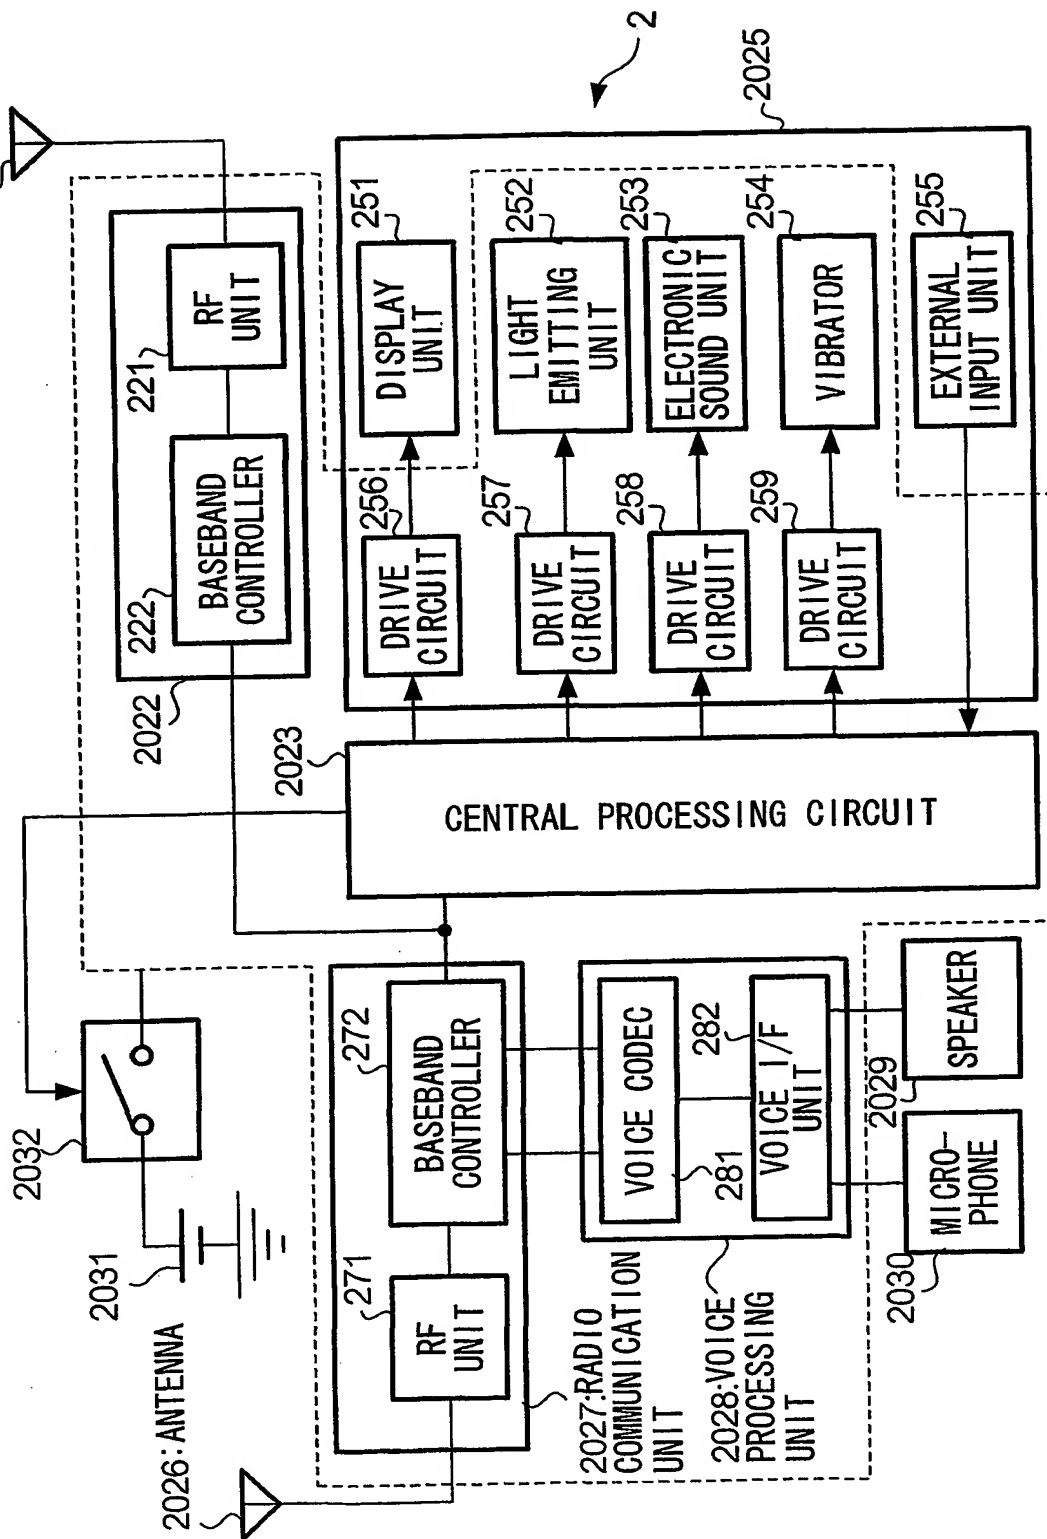 2026:ANTENNA
2031
2032
271
RF
UNIT
272
BASEBAND
CONTROLLER
2027:RADIO
COMMUNICATION
UNIT
2028:VOICE
PROCESSING
UNIT
VOICE CODEC
281
282
VOICE I/F
UNIT
2030
MICRO-
PHONE
2029
SPEAKER
2023
CENTRAL PROCESSING CIRCUIT
2022
222
BASEBAND
CONTROLLER
221
RF
UNIT
256
DRIVE
CIRCUIT
257
DRIVE
CIRCUIT
258
DRIVE
CIRCUIT
259
DRIVE
CIRCUIT
251
DISPLAY
UNIT
252
LIGHT
EMITTING
UNIT
253
ELECTRONIC
SOUND UNIT
254
VIBRATOR
255
EXTERNAL
INPUT UNIT
2025
2